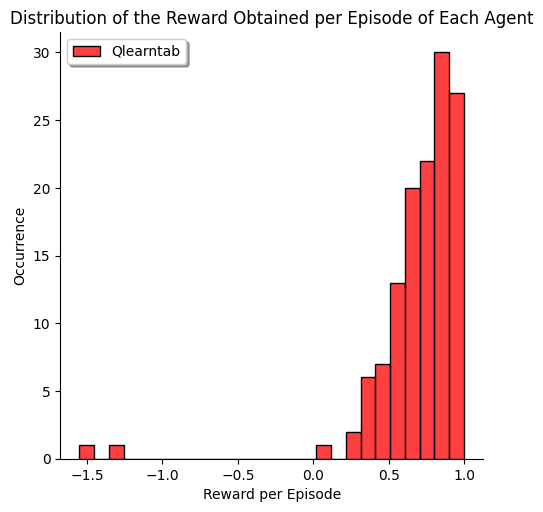 Distribution of the Reward Obtained per Episode of Each Agent
Qlearntab
30
25
20
15
10
5
0
Occurrence
−1.5 −1.0 −0.5 0.0 0.5 1.0
Reward per Episode